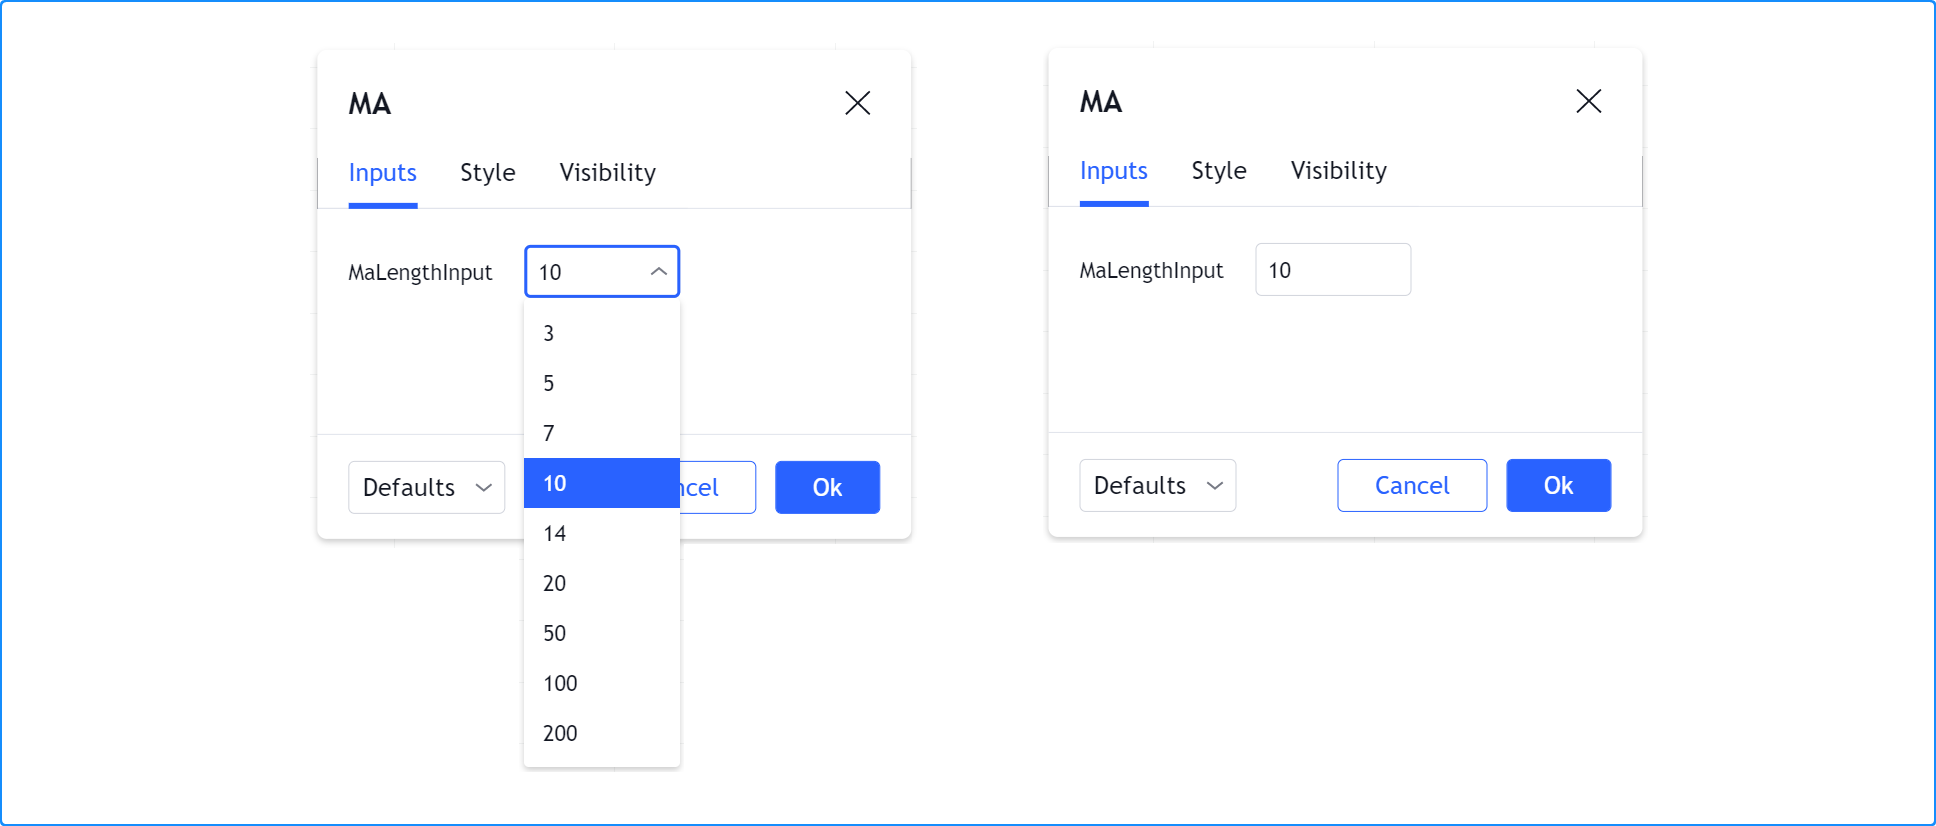 MA
Inputs Style Visibility
MaLengthInput 10
3
5
7
10
14
20
50
100
200
Defaults ncel Ok
MA
Inputs Style Visibility
MaLengthInput 10
Defaults Cancel Ok